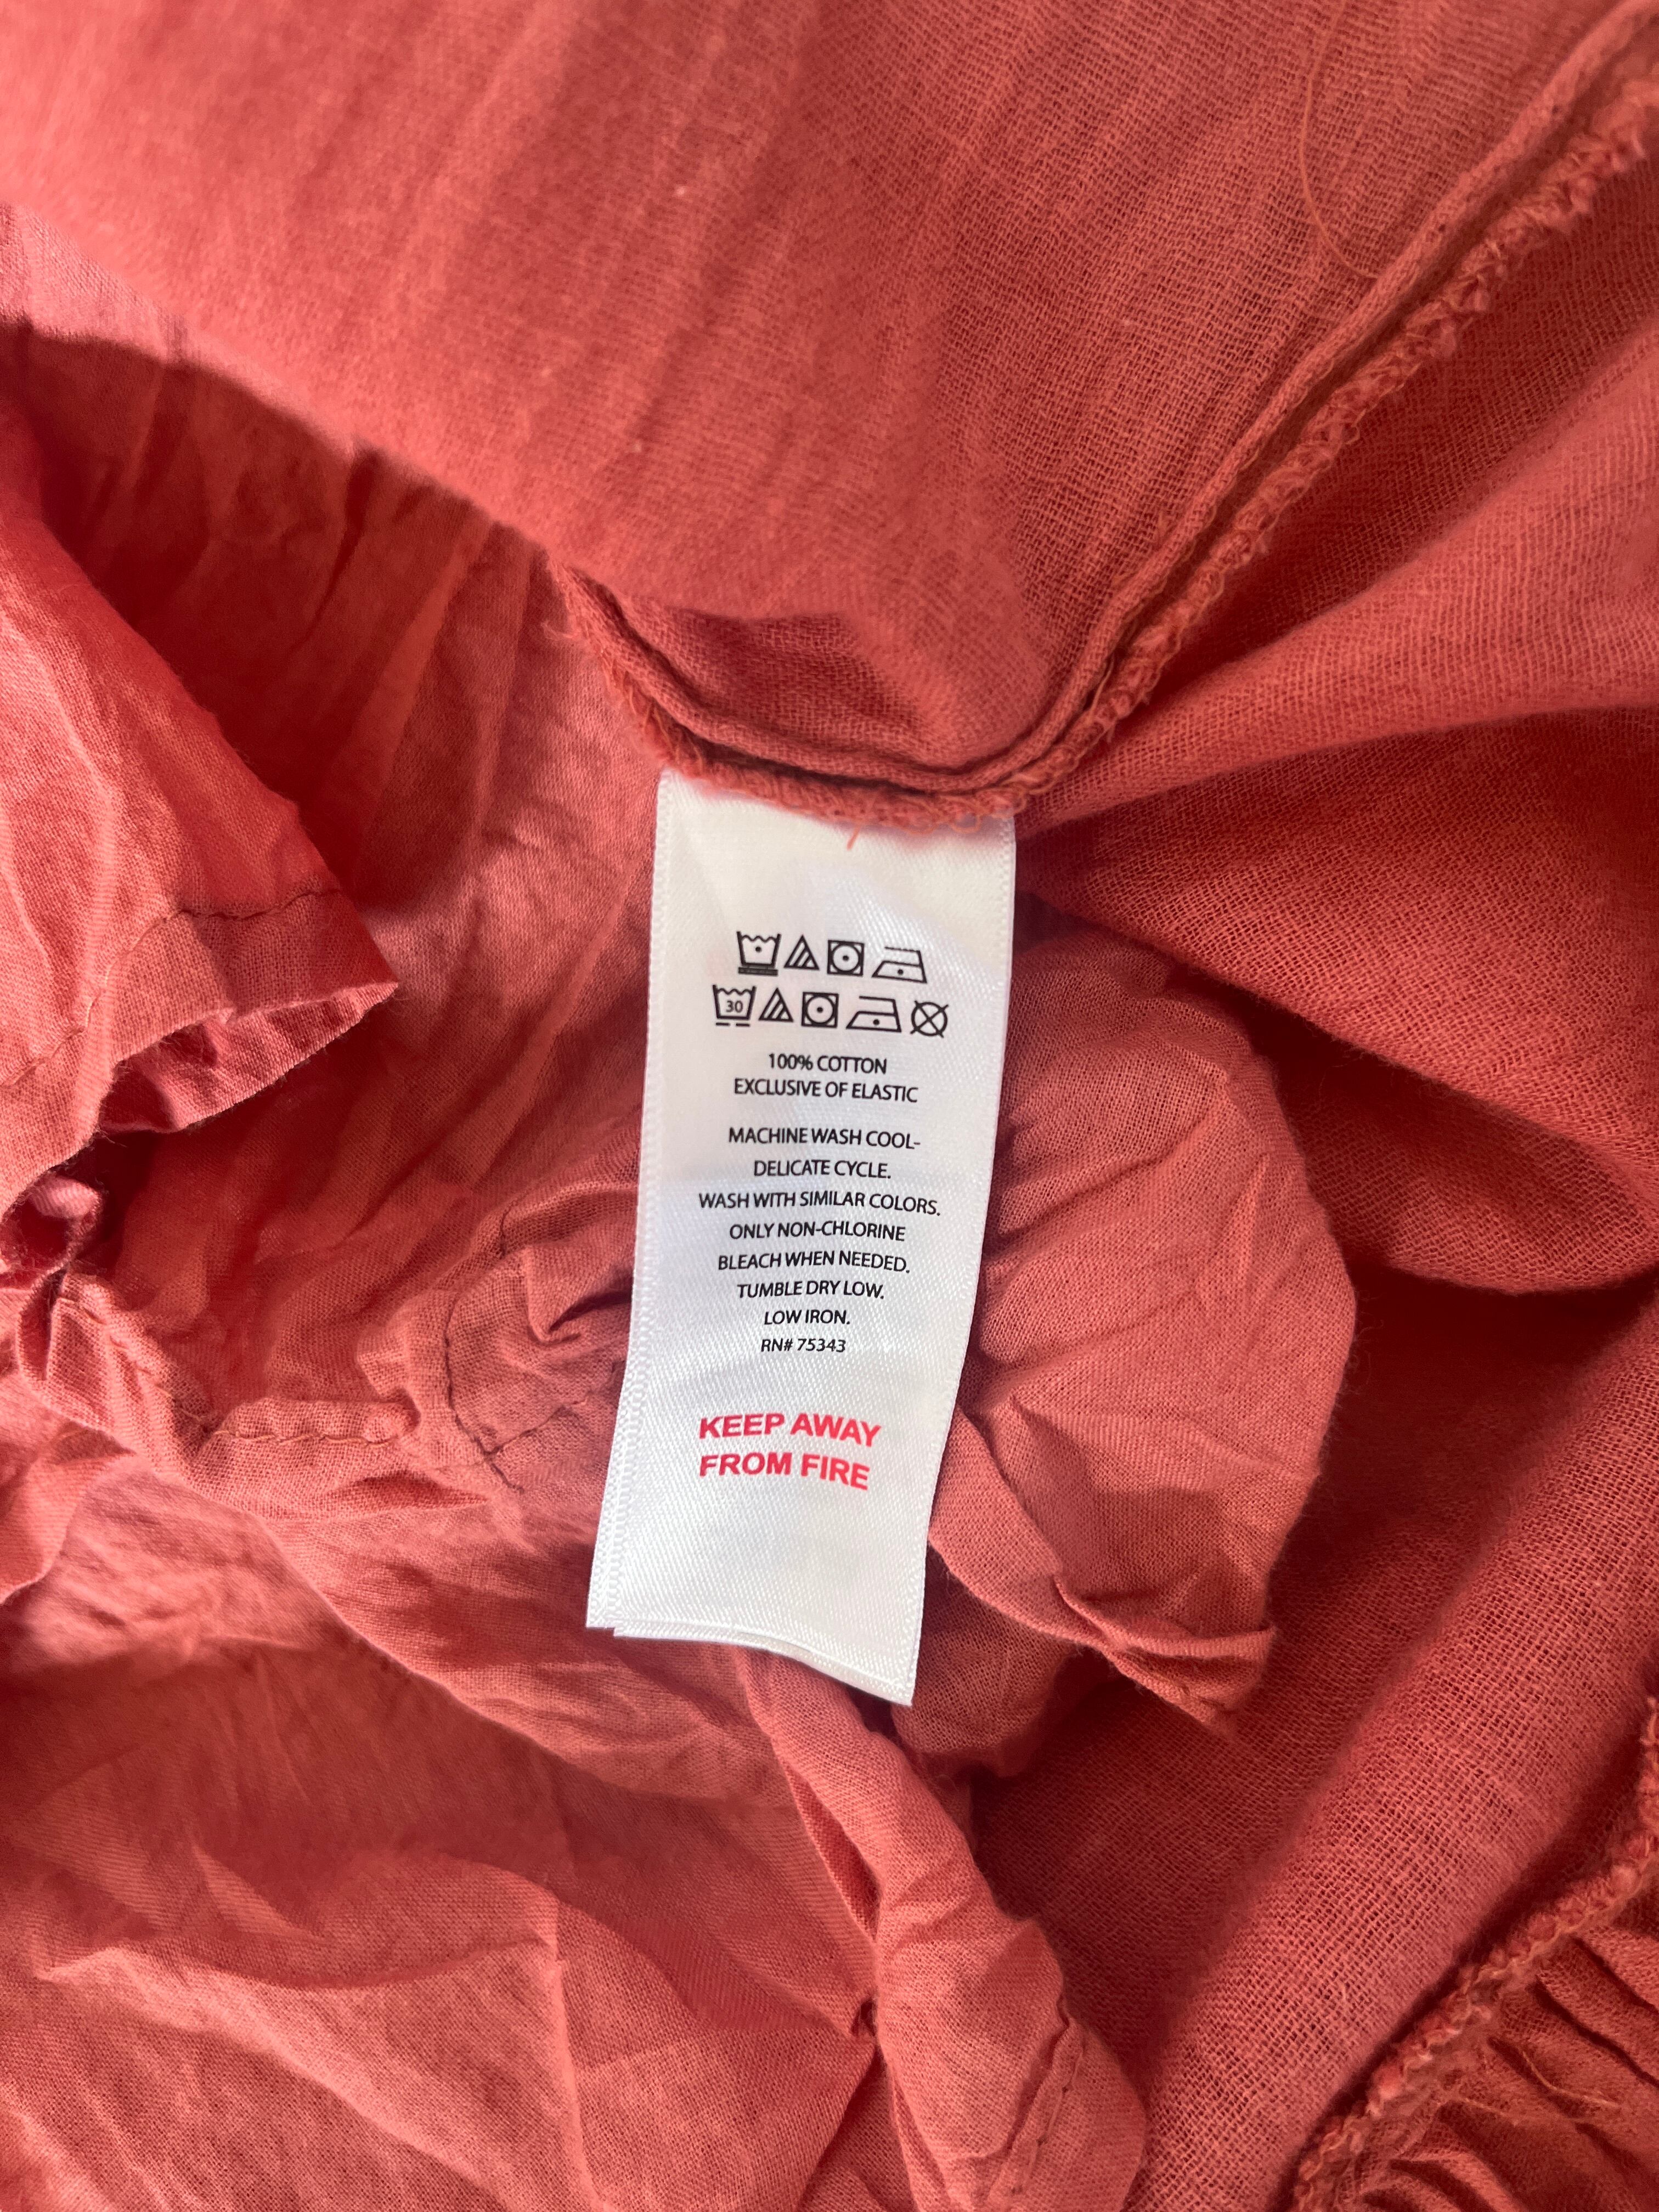 30
100% COTTON
EXCLUSIVE OF ELASTIC
MACHINE WASH COOL-
DELICATE CYCLE.
WASH WITH SIMILAR COLORS.
ONLY NON-CHLORINE
BLEACH WHEN NEEDED.
TUMBLE DRY LOW.
LOW IRON.
RN# 75343
KEEP AWAY
FROM FIRE